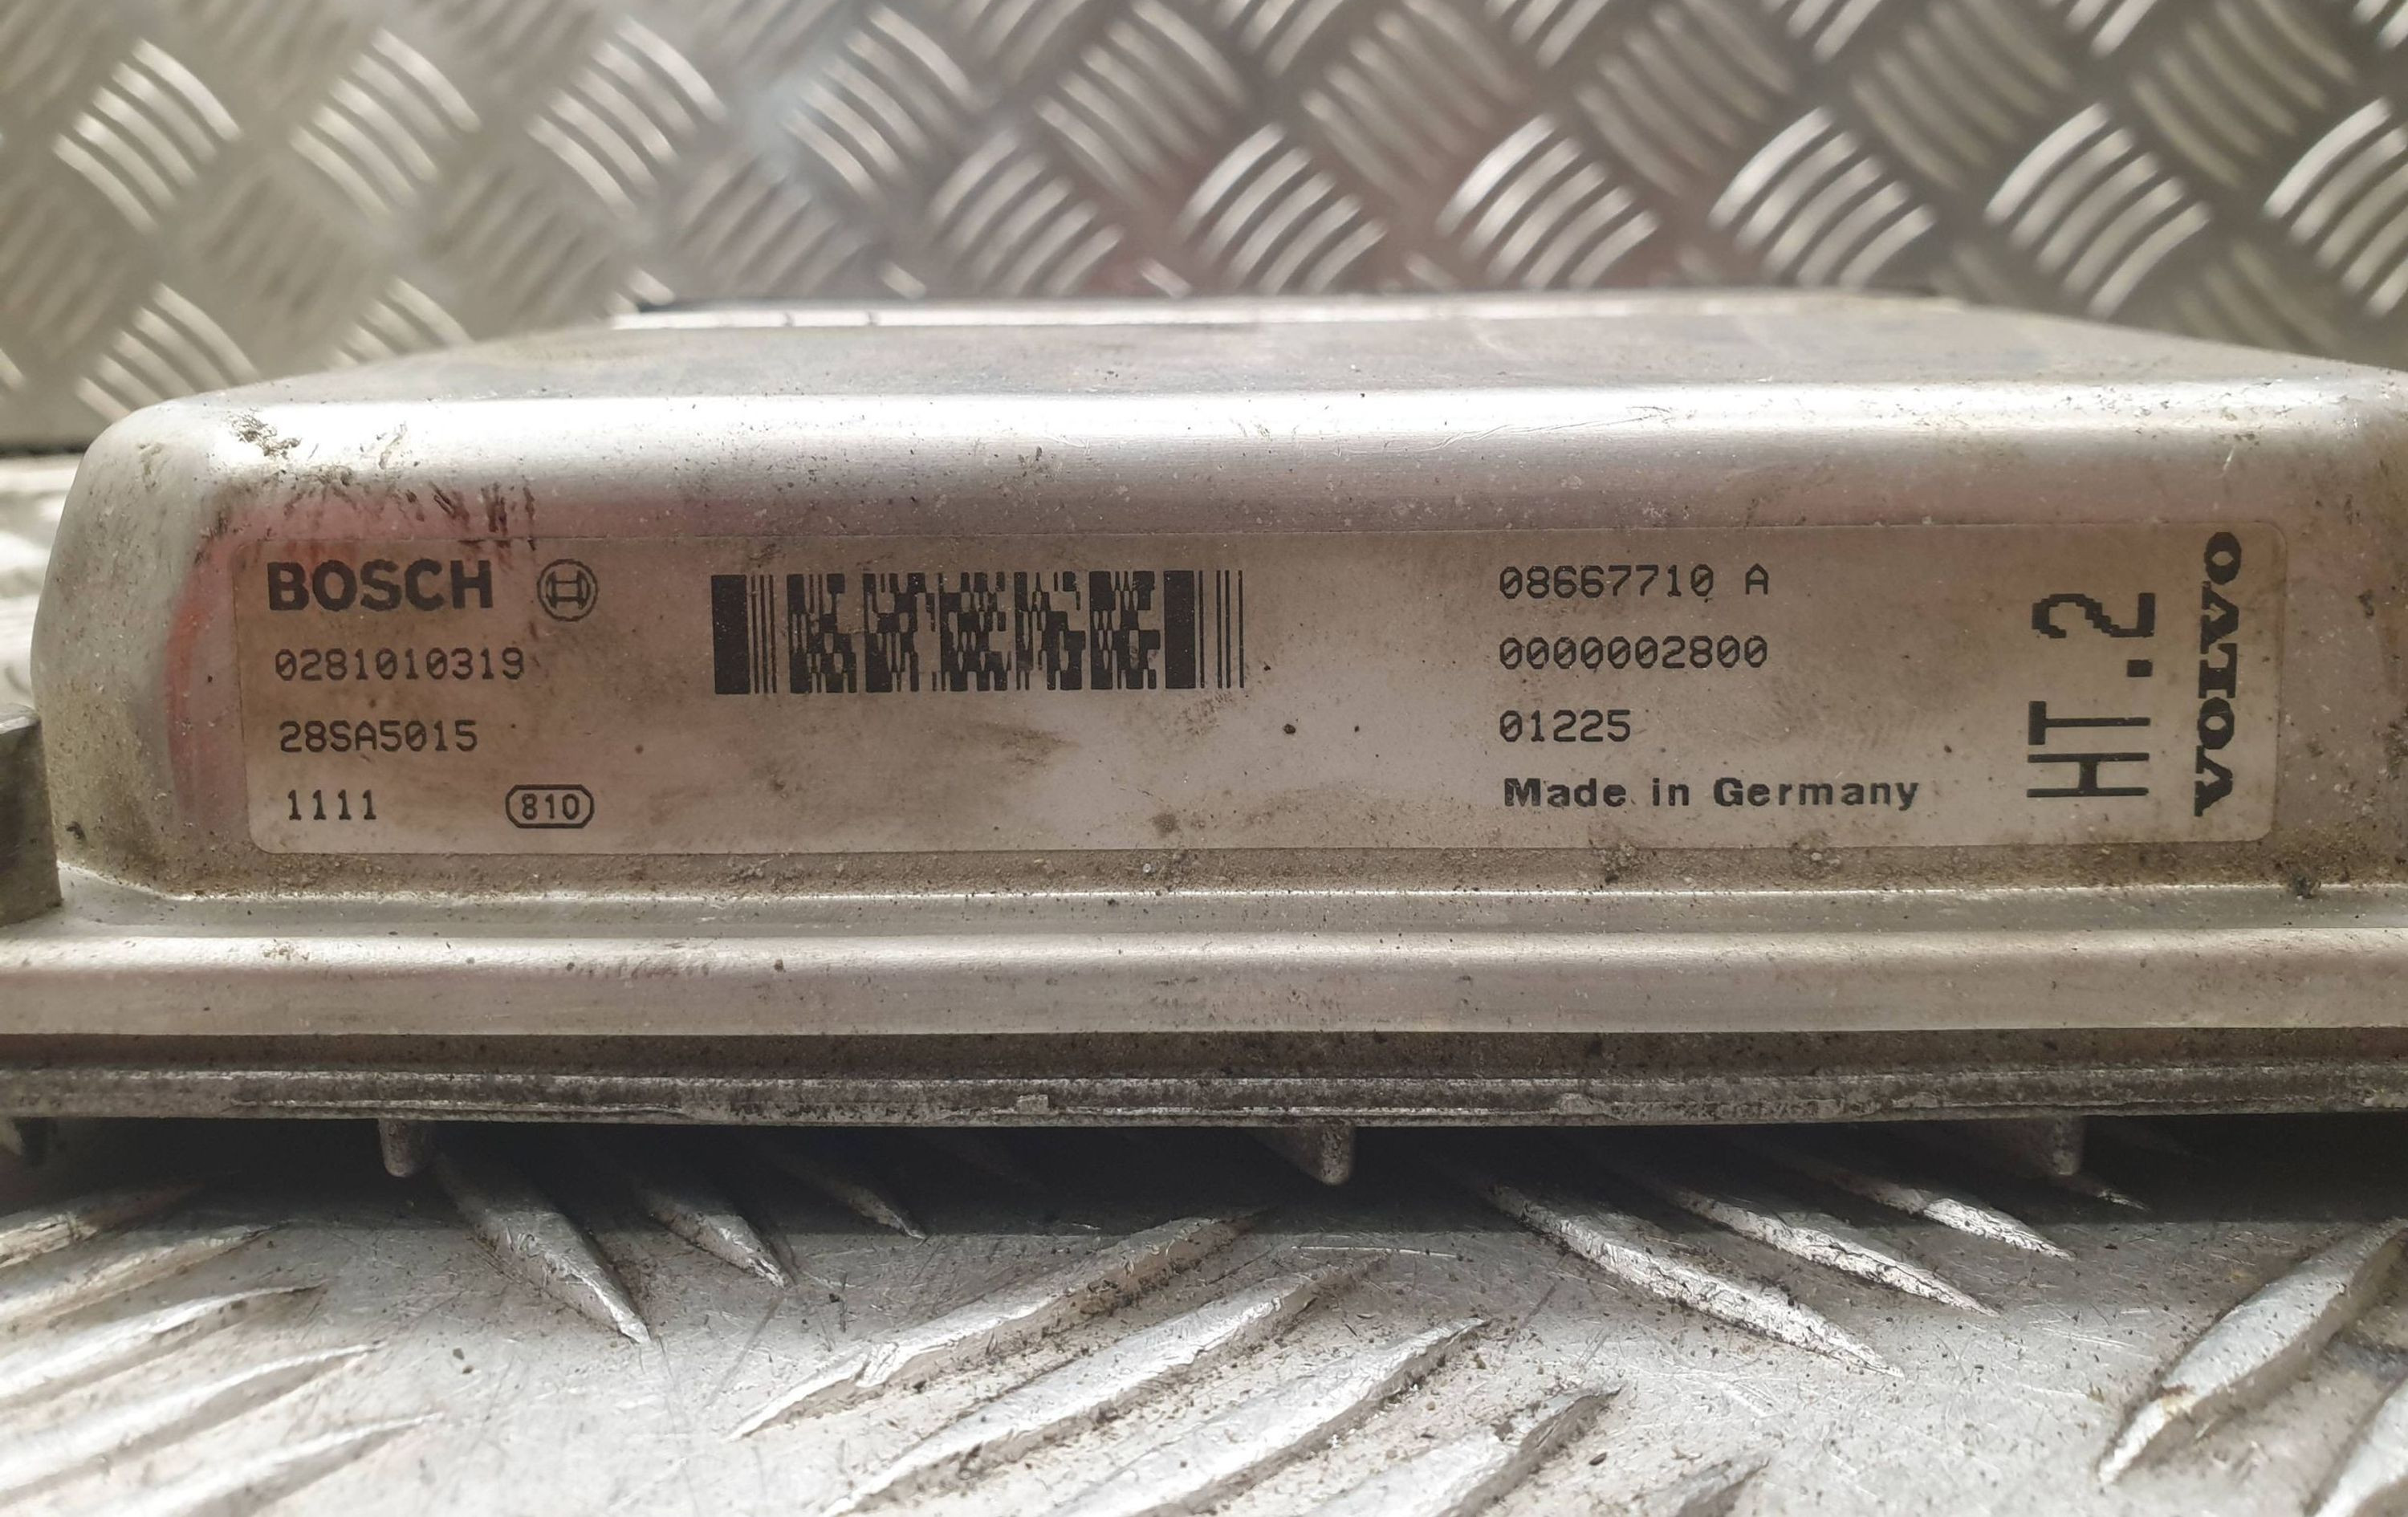 BOSCH
0281010319
28SA5015
1111
810
08667710 A
0000002800
01225
Made in Germany
HT.2
VOLVO